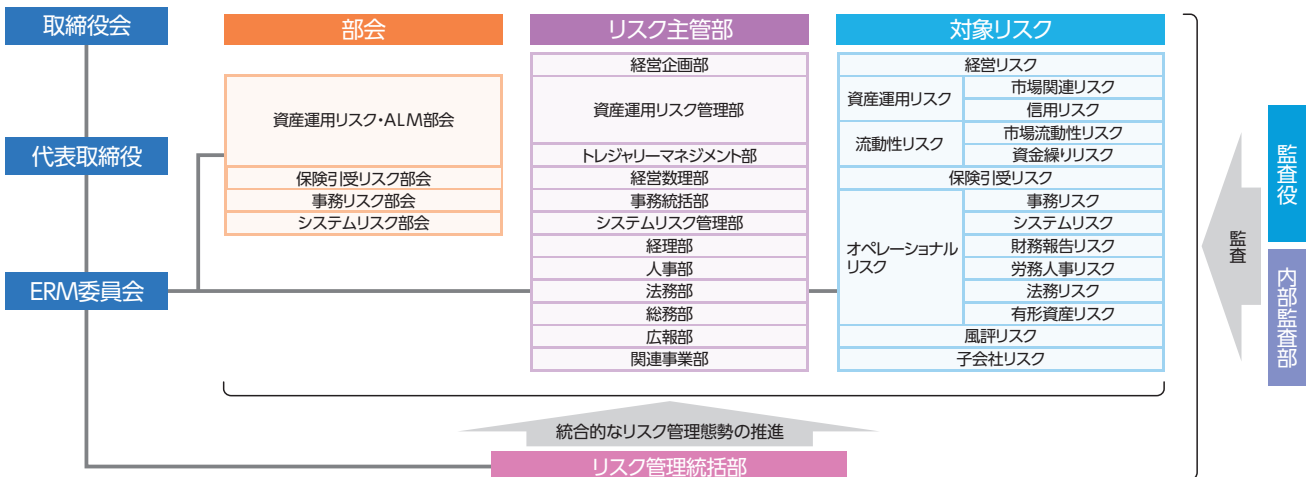 取締役会
代表取締役
ERM委員会
部会
資産運用リスク・ALM部会
保険引受リスク部会
事務リスク部会
システムリスク部会
リスク主管部
経営企画部
資産運用リスク管理部
トレジャリーマネジメント部
経営数理部
事務統括部
システムリスク管理部
経理部
人事部
法務部
総務部
広報部
関連事業部
対象リスク
経営リスク
資産運用リスク
市場関連リスク
信用リスク
流動性リスク
市場流動性リスク
資金繰りリスク
保険引受リスク
オペレーショナル
リスク
事務リスク
システムリスク
財務報告リスク
労務人事リスク
法務リスク
有形資産リスク
風評リスク
子会社リスク
監査
監査役
内部監査部
統合的なリスク管理態勢の推進
リスク管理統括部